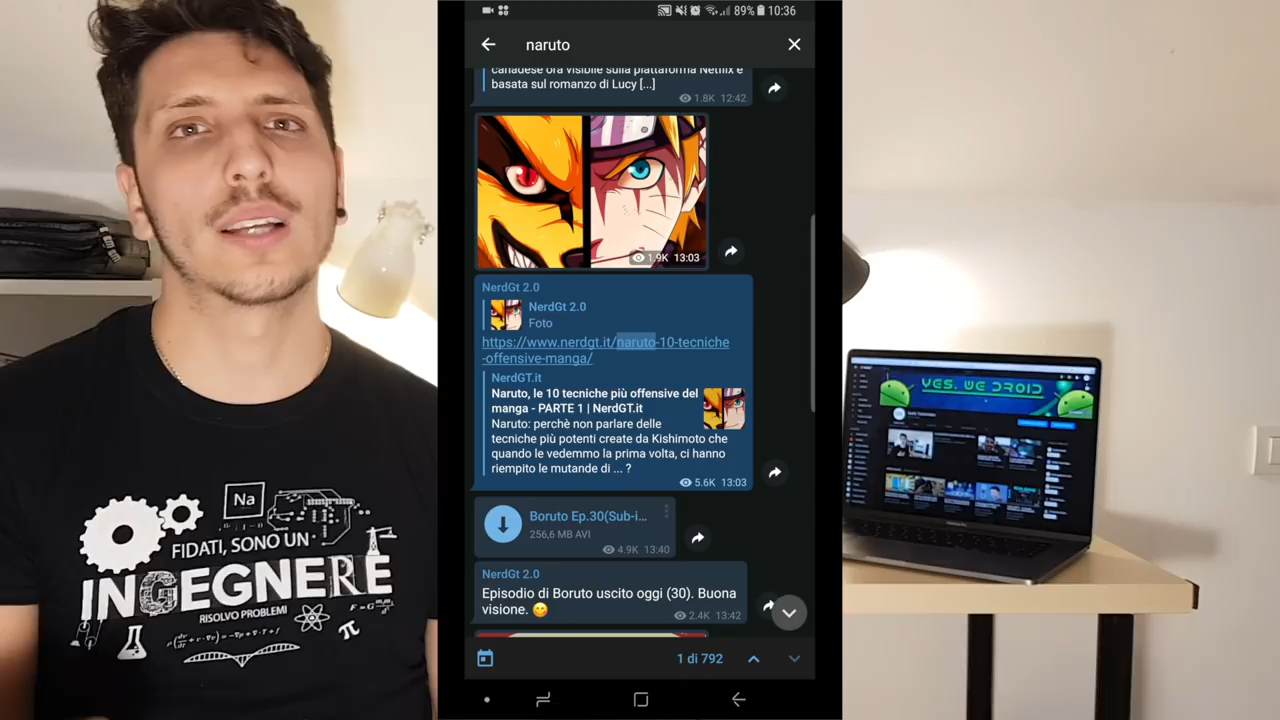 Na
FIDATI, SONO UN
INGEGNERE
RISOLVO PROBLEMI
π
89% 10:36
naruto
canadese ora visibile sulla piattaforma Netflix e
basata sul romanzo di Lucy [...]
1.8K 12:42
1.9K 13:03
NerdGt 2.0
NerdGt 2.0
Foto
https://www.nerdgt.it/naruto-10-tecniche
-offensive-manga/
NerdGT.it
Naruto, le 10 tecniche più offensive del
manga - PARTE 1 | NerdGT.it
Naruto: perchè non parlare delle
tecniche più potenti create da Kishimoto che
quando le vedemmo la prima volta, ci hanno
riempito le mutande di ... ?
5.6K 13:03
Boruto Ep.30(Sub-i...
256,6 MB AVI
4.9K 13:40
NerdGt 2.0
Episodio di Boruto uscito oggi (30). Buona
visione. 😋
2.4K 13:42
1 di 792
YES, WE DROID